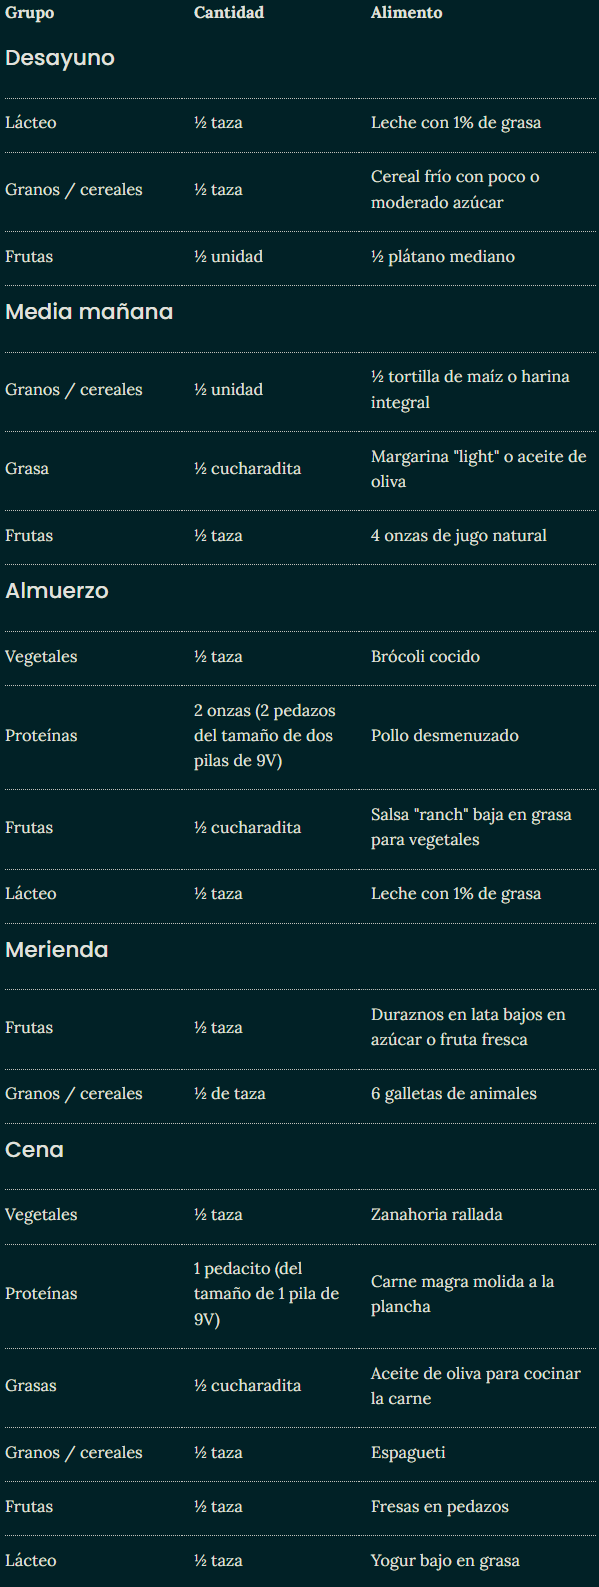 Grupo Cantidad Alimento
Desayuno
Lácteo ½ taza Leche con 1% de grasa
Granos / cereales ½ taza Cereal frío con poco o
moderado azúcar
Frutas ½ unidad ½ plátano mediano
Media mañana
Granos / cereales ½ unidad ½ tortilla de maíz o harina
integral
Grasa ½ cucharadita Margarina "light" o aceite de
oliva
Frutas ½ taza 4 onzas de jugo natural
Almuerzo
Vegetales ½ taza Brócoli cocido
Proteínas 2 onzas (2 pedazos
del tamaño de dos
pilas de 9V) Pollo desmenuzado
Frutas ½ cucharadita Salsa "ranch" baja en grasa
para vegetales
Lácteo ½ taza Leche con 1% de grasa
Merienda
Frutas ½ taza Duraznos en lata bajos en
azúcar o fruta fresca
Granos / cereales ½ de taza 6 galletas de animales
Cena
Vegetales ½ taza Zanahoria rallada
Proteínas 1 pedacito (del
tamaño de 1 pila de
9V) Carne magra molida a la
plancha
Grasas ½ cucharadita Aceite de oliva para cocinar
la carne
Granos / cereales ½ taza Espagueti
Frutas ½ taza Fresas en pedazos
Lácteo ½ taza Yogur bajo en grasa